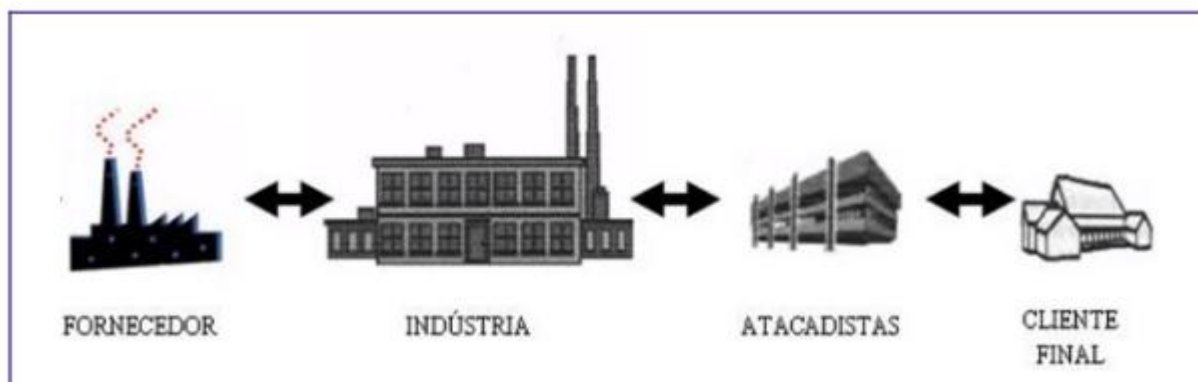 FORNECEDOR
INDÚSTRIA
ATACADISTAS
CLIENTE
FINAL